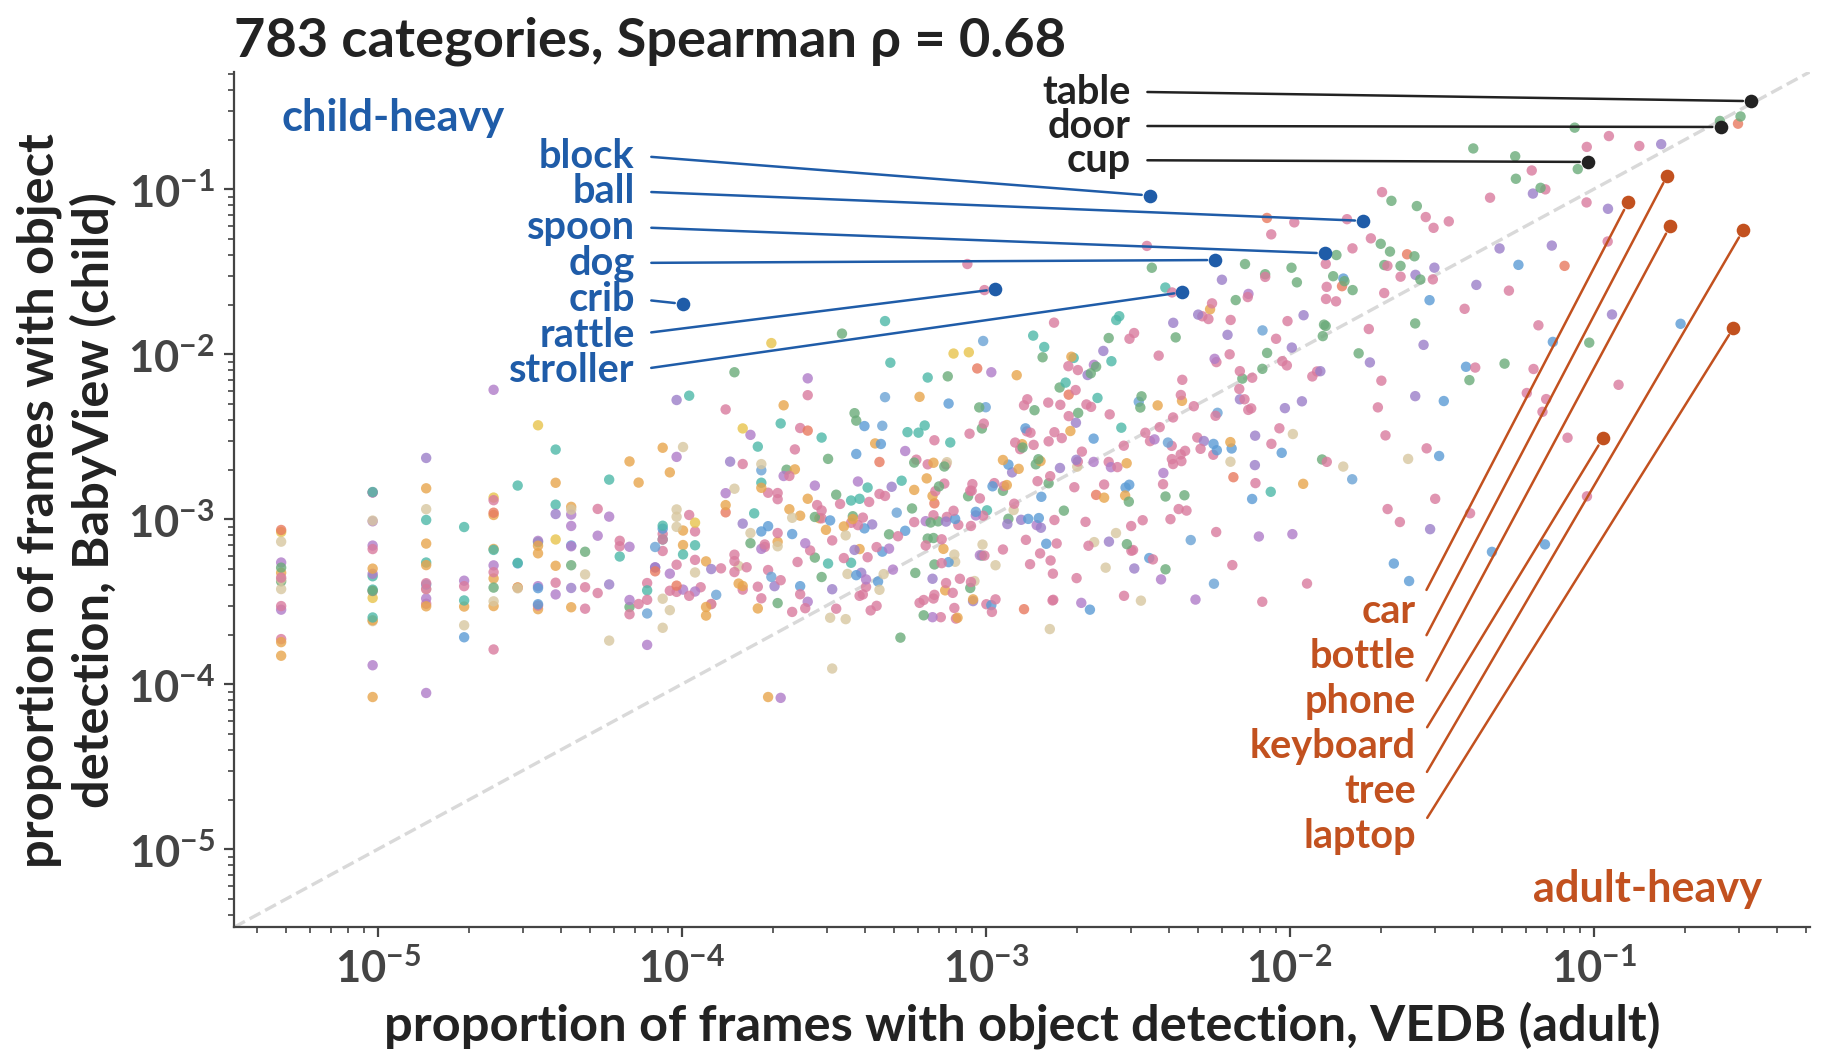 783 categories, Spearman ρ = 0.68
child-heavy
block
ball
spoon
dog
crib
rattle
stroller
table
door
cup
car
bottle
phone
keyboard
tree
laptop
adult-heavy
proportion of frames with object
detection, BabyView (child)
10⁻¹
10⁻²
10⁻³
10⁻⁴
10⁻⁵
10⁻⁵ 10⁻⁴ 10⁻³ 10⁻² 10⁻¹
proportion of frames with object detection, VEDB (adult)